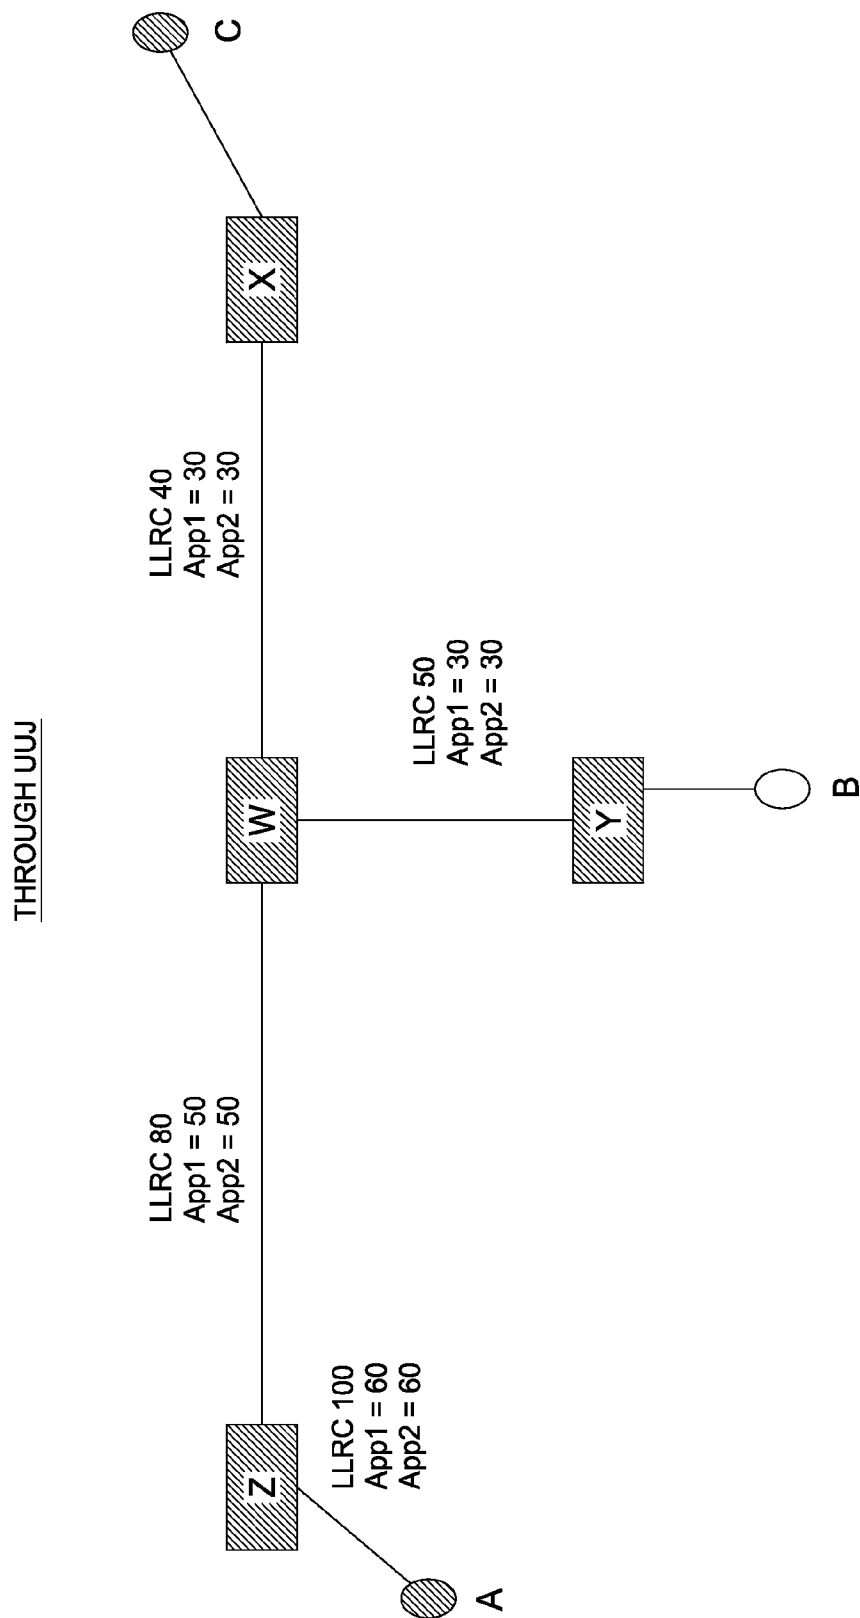 THROUGH UUJ
LLRC 80
App1 = 50
App2 = 50
LLRC 40
App1 = 30
App2 = 30
C
Z
W
X
LLRC 100
App1 = 60
App2 = 60
LLRC 50
App1 = 30
App2 = 30
A
Y
B